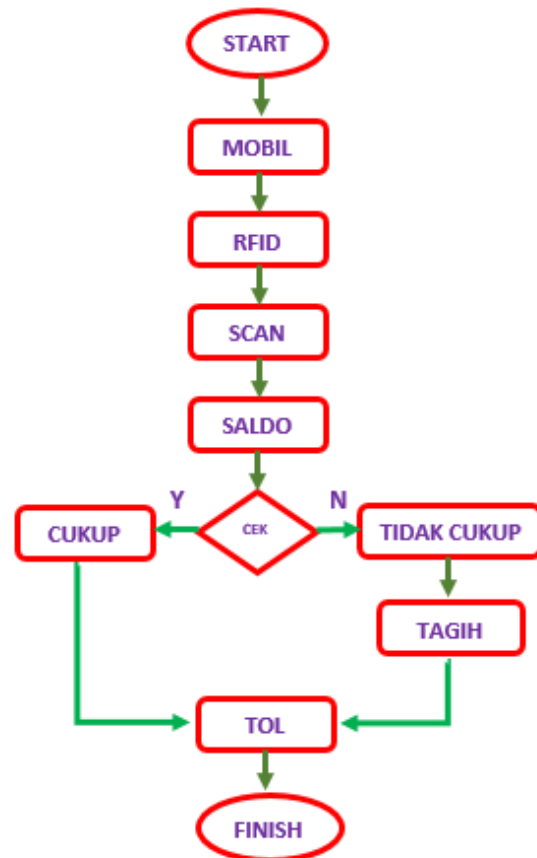 START
MOBIL
RFID
SCAN
SALDO
Y
N
CEK
CUKUP
TIDAK CUKUP
TAGIH
TOL
FINISH